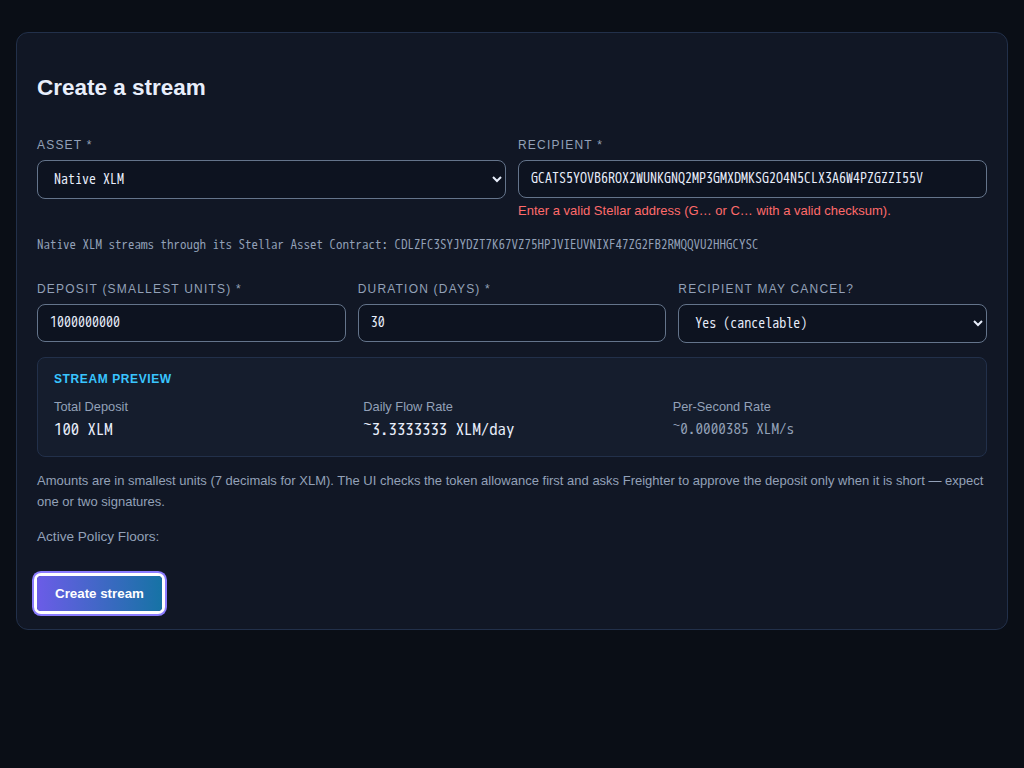 Create a stream
ASSET *
RECIPIENT *
Native XLM
GCATS5YOVB6ROX2WUNKGNQ2MP3GMXDMKSG2O4N5CLX3A6W4PZGZZI55V
Enter a valid Stellar address (G… or C… with a valid checksum).
Native XLM streams through its Stellar Asset Contract: CDLZFC3SYJYDZT7K67VZ75HPJVIEUVNIXF47ZG2FB2RMQQVU2HHGCYSC
DEPOSIT (SMALLEST UNITS) *
DURATION (DAYS) *
RECIPIENT MAY CANCEL?
1000000000
30
Yes (cancelable)
STREAM PREVIEW
Total Deposit
Daily Flow Rate
Per-Second Rate
100 XLM
~3.3333333 XLM/day
~0.0000385 XLM/s
Amounts are in smallest units (7 decimals for XLM). The UI checks the token allowance first and asks Freighter to approve the deposit only when it is short — expect
one or two signatures.
Active Policy Floors:
Create stream